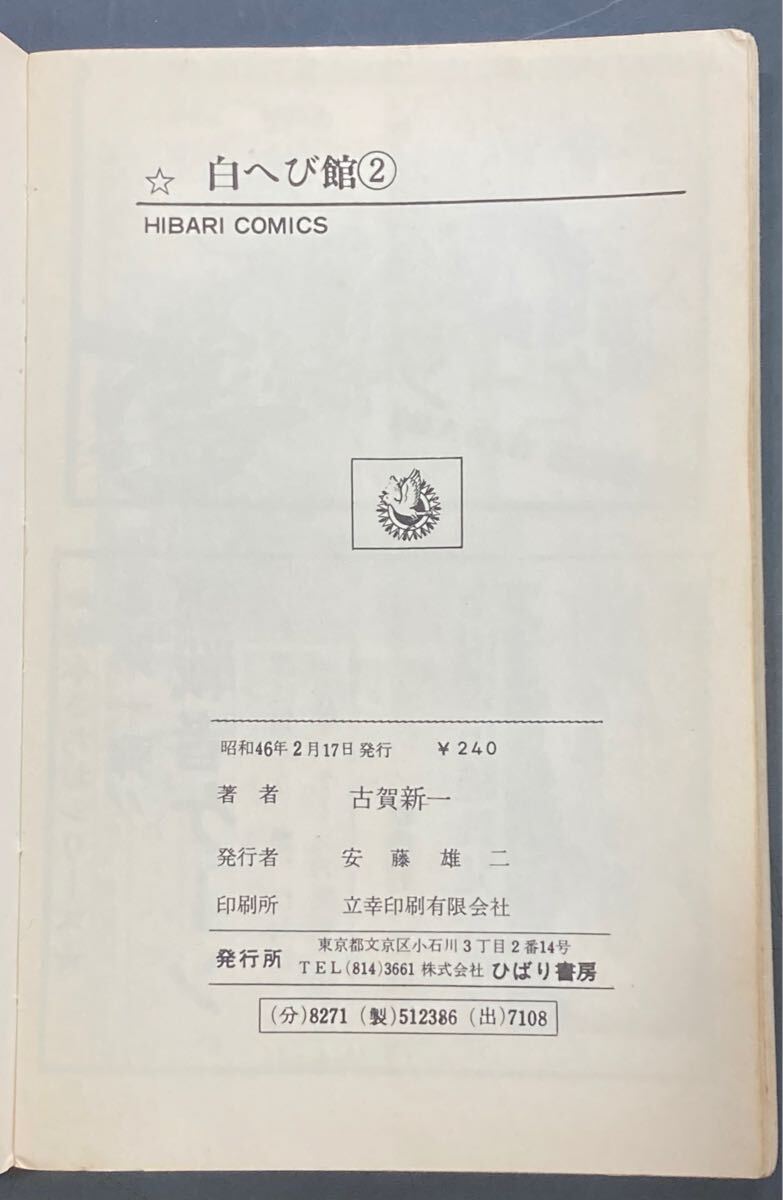 ☆ 白へび館②
HIBARI COMICS
昭和46年2月17日発行 ¥240
著者 古賀新一
発行者 安藤雄二
印刷所 立幸印刷有限会社
発行所 東京都文京区小石川3丁目2番14号
TEL(814)3661 株式会社 ひばり書房
(分)8271 (製)512386 (出)7108